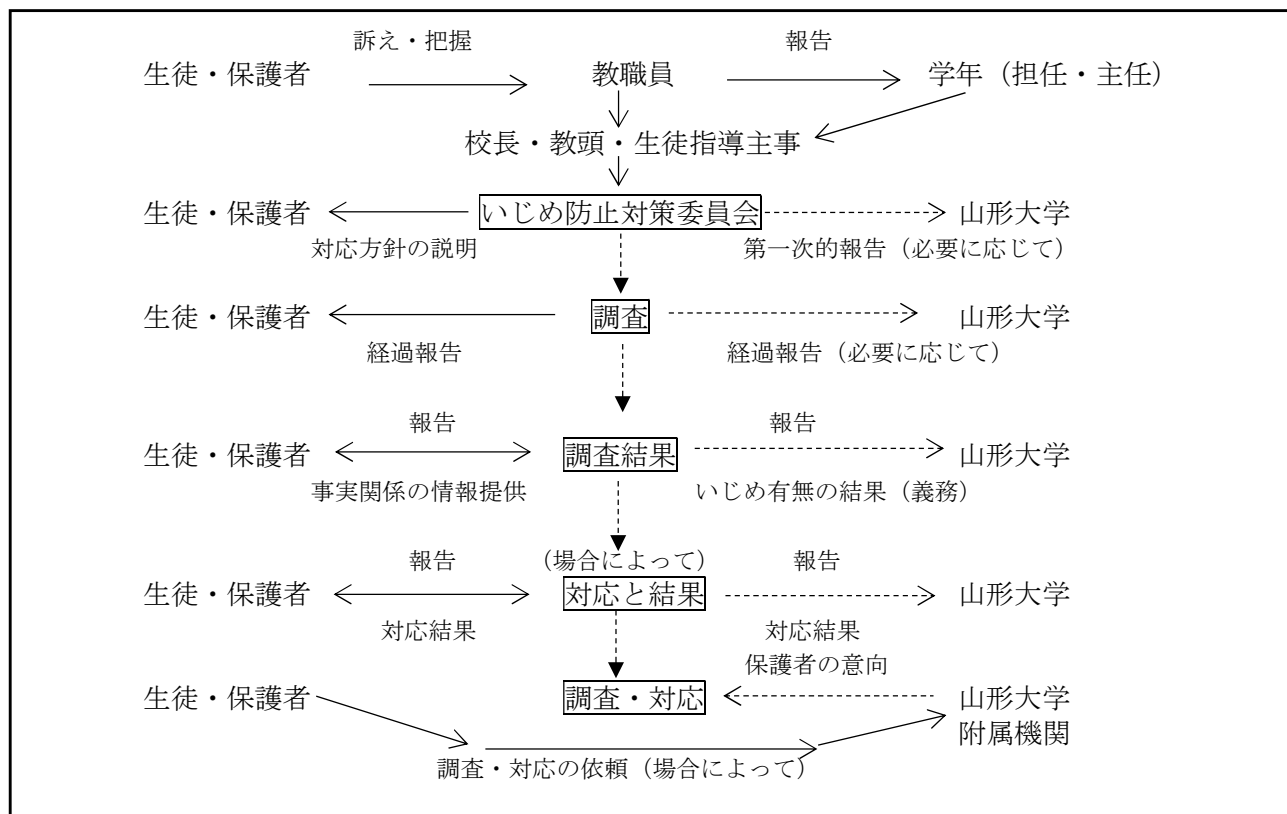 訴え・把握 報告
生徒・保護者 教職員 学年（担任・主任）
校長・教頭・生徒指導主事
生徒・保護者 いじめ防止対策委員会 山形大学
対応方針の説明 第一次的報告（必要に応じて）
生徒・保護者 調査 山形大学
経過報告 経過報告（必要に応じて）
報告 報告
生徒・保護者 調査結果 山形大学
事実関係の情報提供 いじめ有無の結果（義務）
報告 （場合によって） 報告
生徒・保護者 対応と結果 山形大学
対応結果 対応結果
保護者の意向
生徒・保護者 調査・対応 山形大学
附属機関
調査・対応の依頼（場合によって）